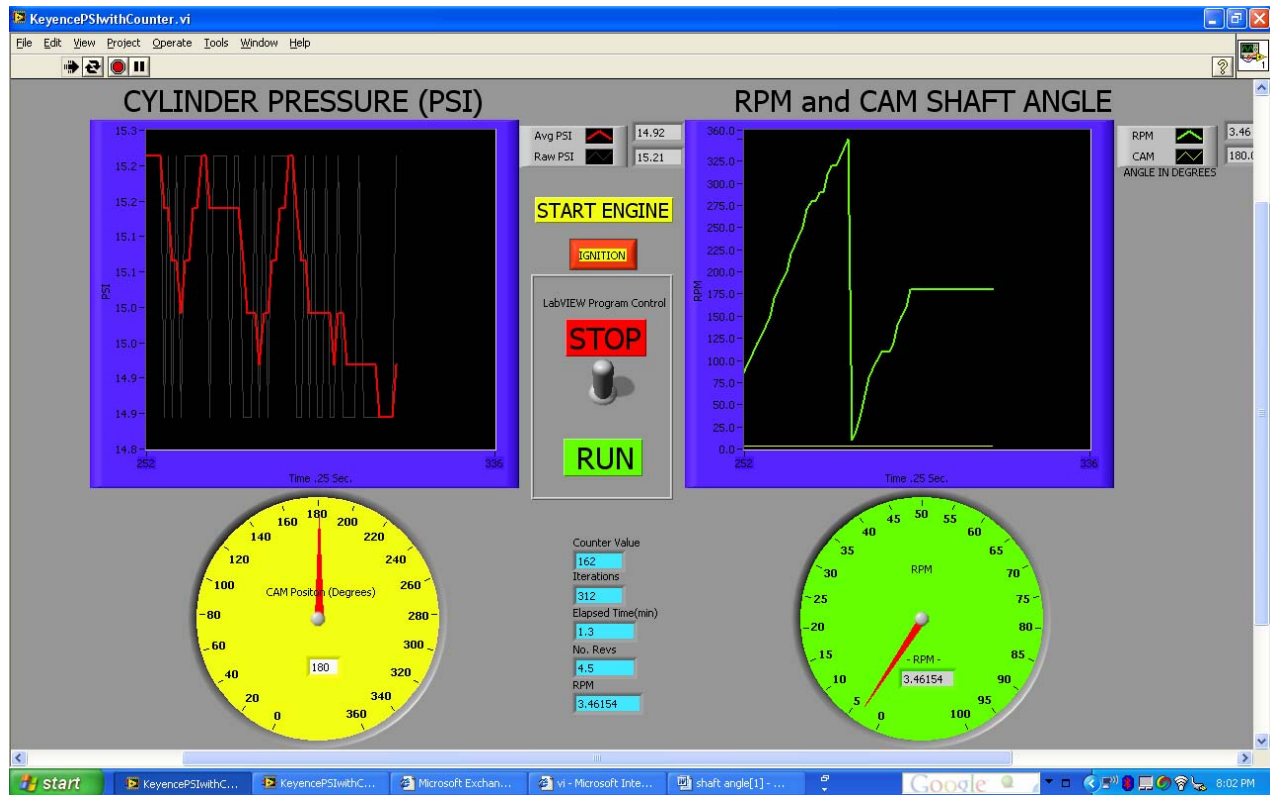 KeyencePSIwithCounter.vi
File Edit View Project Operate Tools Window Help
1
CYLINDER PRESSURE (PSI)
RPM and CAM SHAFT ANGLE
15.3
15.2
15.2
15.1
15.1
15.0
15.0
14.9
14.9
14.8
PSI
252
336
Time .25 Sec.
Avg PSI 14.92
Raw PSI 15.21
START ENGINE
IGNITION
LabVIEW Program Control
STOP
RUN
360.0
325.0
300.0
275.0
250.0
225.0
200.0
175.0
150.0
125.0
100.0
75.0
50.0
25.0
0.0
RPM
252
336
Time .25 Sec.
RPM 3.46
CAM 180.0
ANGLE IN DEGREES
0
20
40
60
80
100
120
140
160
180
200
220
240
260
280
300
320
340
360
CAM Positon (Degrees)
180
Counter Value
162
Iterations
312
Elapsed Time(min)
1.3
No. Revs
4.5
RPM
3.46154
0
5
10
15
20
25
30
35
40
45
50
55
60
65
70
75
80
85
90
95
100
RPM
- RPM -
3.46154
start
KeyencePSIwithC...
KeyencePSIwithC...
Microsoft Exchan...
vi - Microsoft Inte...
shaft angle[1] - ...
Google
8:02 PM